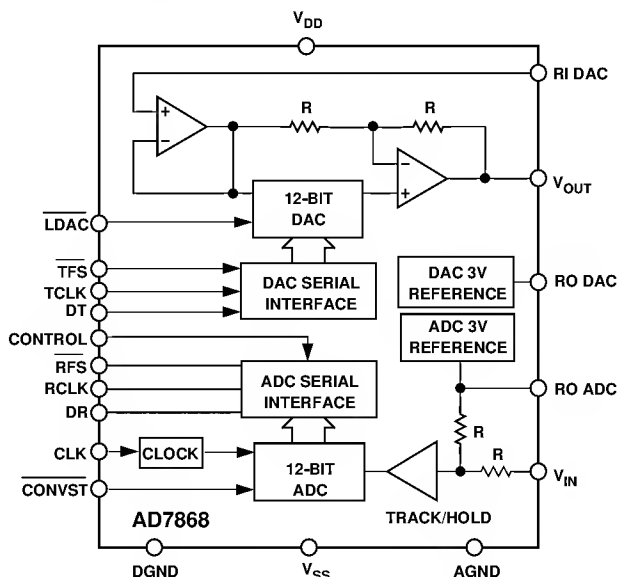 VDD
RI DAC
R
R
+
−
−
+
VOUT
12-BIT
DAC
LDAC
TFS
TCLK
DT
DAC SERIAL
INTERFACE
DAC 3V
REFERENCE
RO DAC
CONTROL
ADC 3V
REFERENCE
RFS
RCLK
DR
ADC SERIAL
INTERFACE
RO ADC
R
R
CLK
CLOCK
12-BIT
ADC
VIN
CONVST
AD7868
TRACK/HOLD
DGND
VSS
AGND